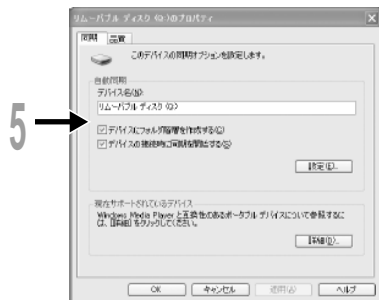 リムーバブル ディスク (Q:)のプロパティ
同期 品質
このデバイスの同期オプションを設定します。
自動同期
デバイス名(N):
リムーバブル ディスク (Q:)
5
デバイスにフォルダ階層を作成する(C)
デバイスの接続時に同期を開始する(S)
設定(E)...
現在サポートされているデバイス
Windows Media Player と互換性のあるポータブル デバイスについて参照するに
は、[詳細] をクリックしてください。
詳細(D)...
OK キャンセル 適用(A) ヘルプ